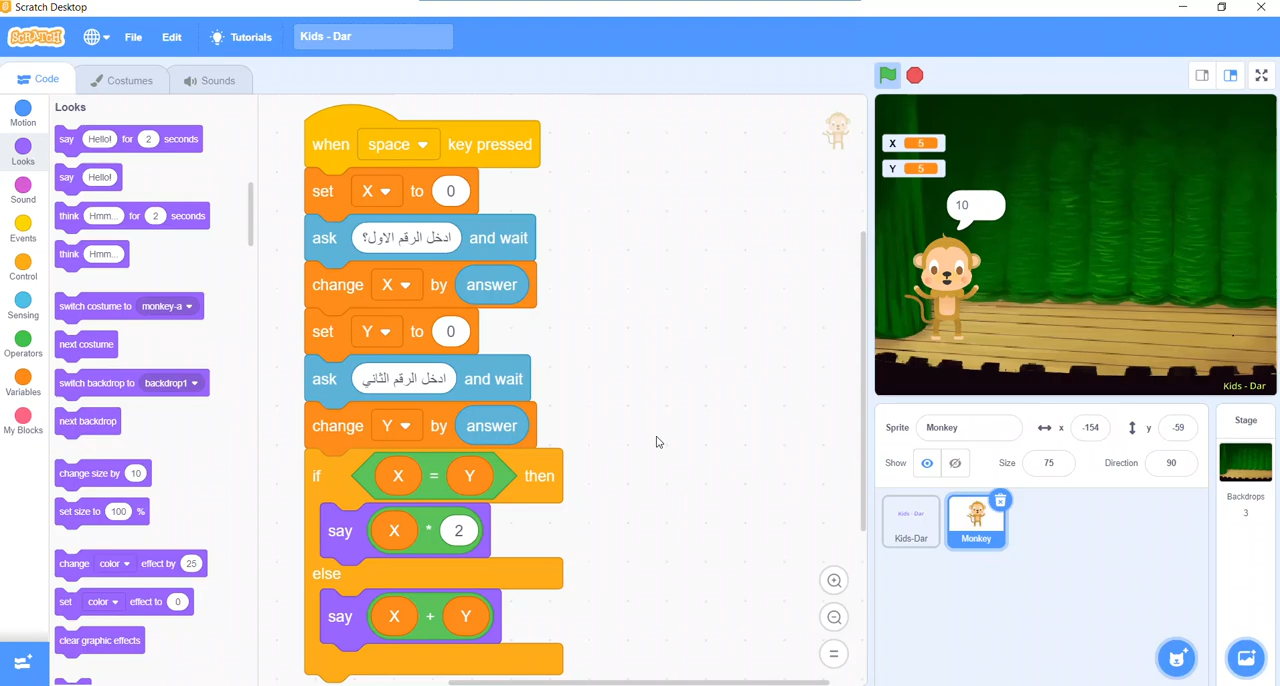 Scratch Desktop
SCRATCH File Edit Tutorials Kids - Dar
Code Costumes Sounds
Motion
Looks
Sound
Events
Control
Sensing
Operators
Variables
My Blocks
Looks
say Hello! for 2 seconds
say Hello!
think Hmm... for 2 seconds
think Hmm...
switch costume to monkey-a
next costume
switch backdrop to backdrop1
next backdrop
change size by 10
set size to 100 %
change color effect by 25
set color effect to 0
clear graphic effects
when space key pressed
set X to 0
ask ادخل الرقم الاول؟ and wait
change X by answer
set Y to 0
ask ادخل الرقم الثاني and wait
change Y by answer
if X = Y then
say X * 2
else
say X + Y
X 5
Y 5
10
Kids - Dar
Sprite Monkey x -154 y -59
Show Size 75 Direction 90
Kids - Dar
Kids-Dar
Monkey
Stage
Backdrops
3